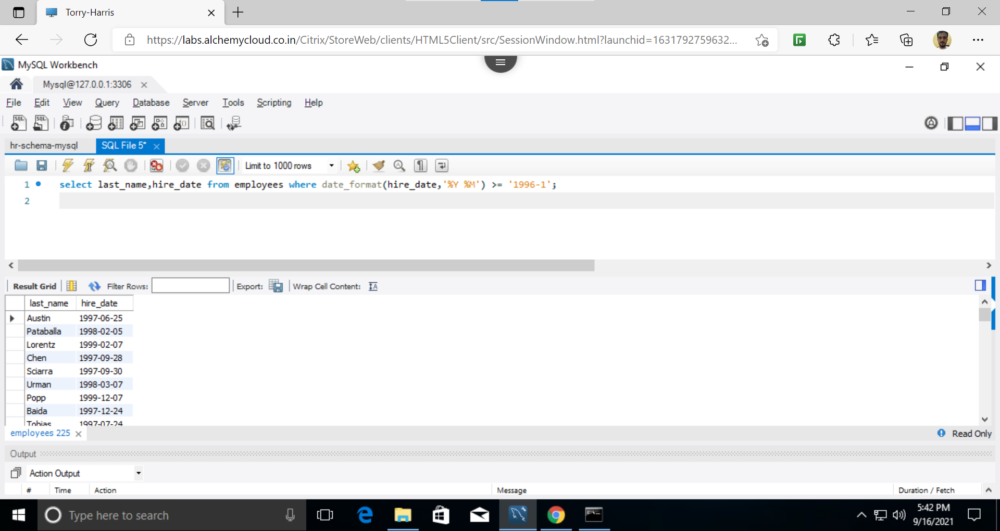 Torry-Harris
https://labs.alchemycloud.co.in/Citrix/StoreWeb/clients/HTML5Client/src/SessionWindow.html?launchid=1631792759632...
MySQL Workbench
Mysql@127.0.0.1:3306
File Edit View Query Database Server Tools Scripting Help
hr-schema-mysql SQL File 5*
Limit to 1000 rows
1 select last_name,hire_date from employees where date_format(hire_date,'%Y %M') >= '1996-1';
2
Result Grid Filter Rows: Export: Wrap Cell Content:
last_name hire_date
Austin 1997-06-25
Pataballa 1998-02-05
Lorentz 1999-02-07
Chen 1997-09-28
Sciarra 1997-09-30
Urman 1998-03-07
Popp 1999-12-07
Baida 1997-12-24
Tobias 1997-07-24
employees 225 Read Only
Output
Action Output
# Time Action Message Duration / Fetch
Type here to search
5:42 PM
9/16/2021